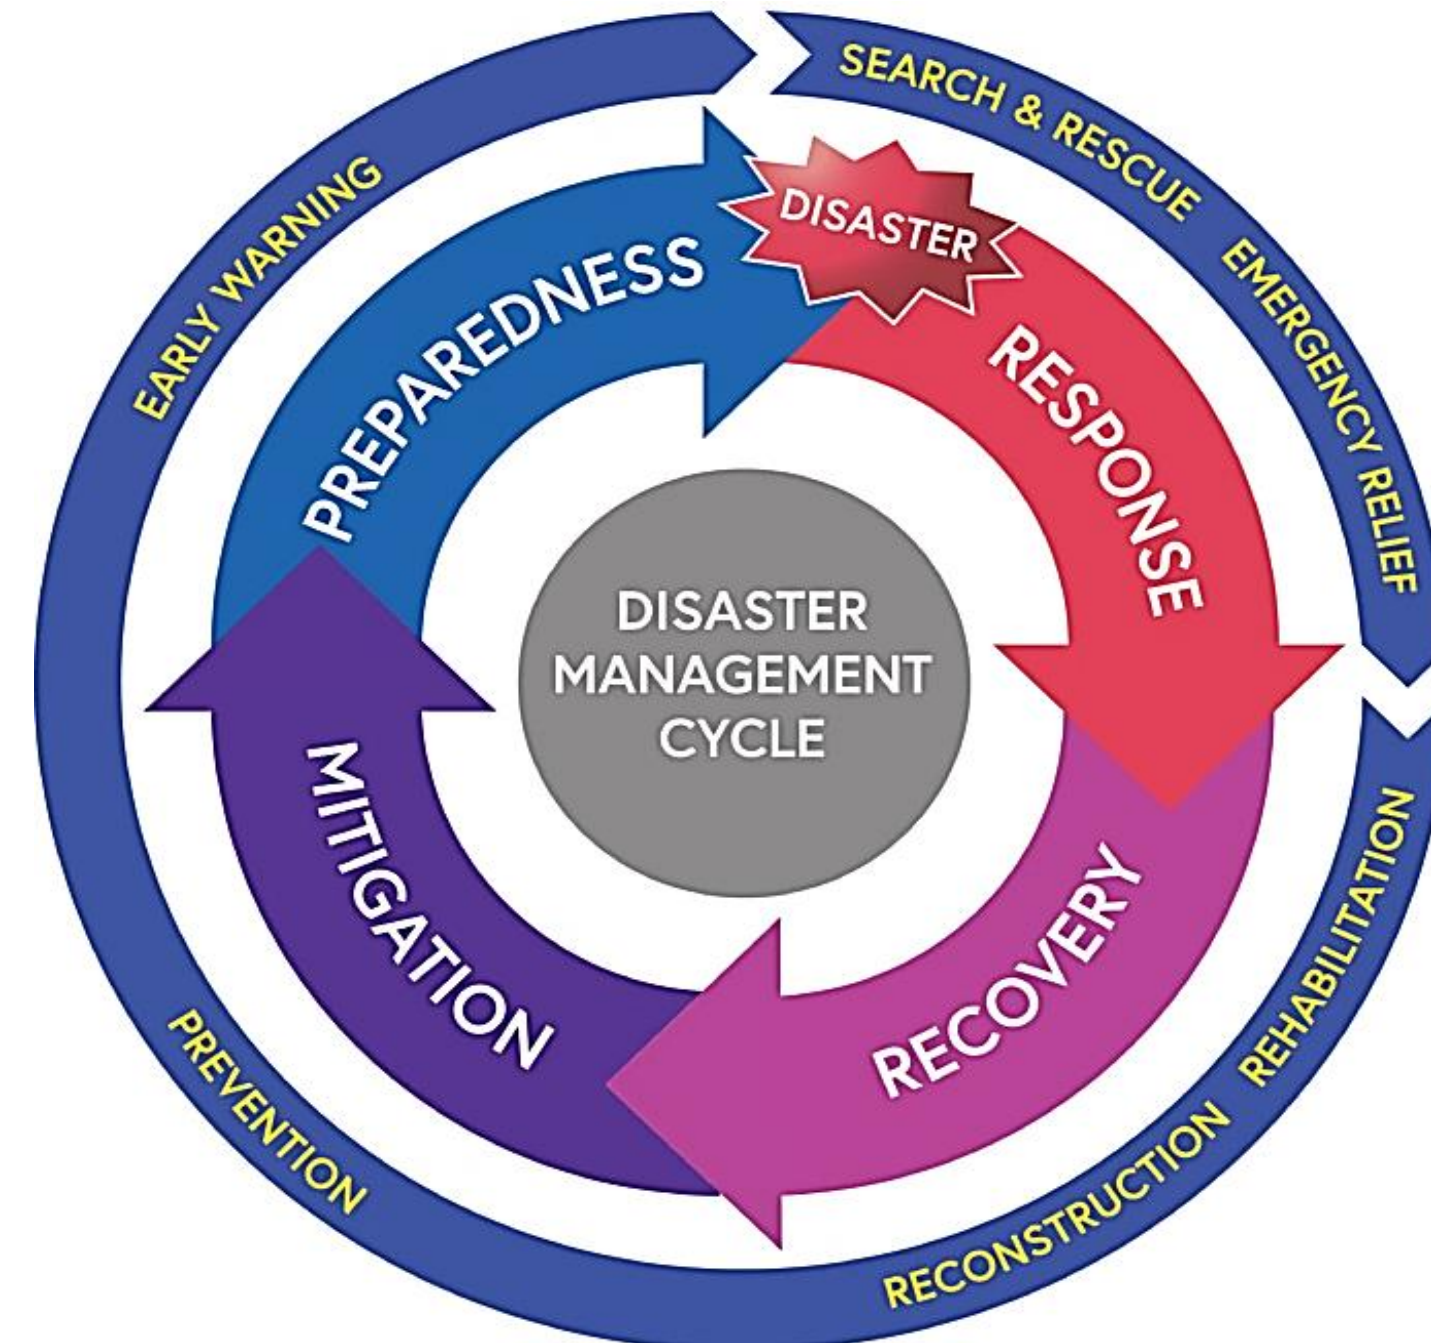 SEARCH & RESCUE
EMERGENCY RELIEF
EARLY WARNING
DISASTER
PREPAREDNESS
RESPONSE
DISASTER
MANAGEMENT
CYCLE
MITIGATION
RECOVERY
REHABILITATION
PREVENTION
RECONSTRUCTION